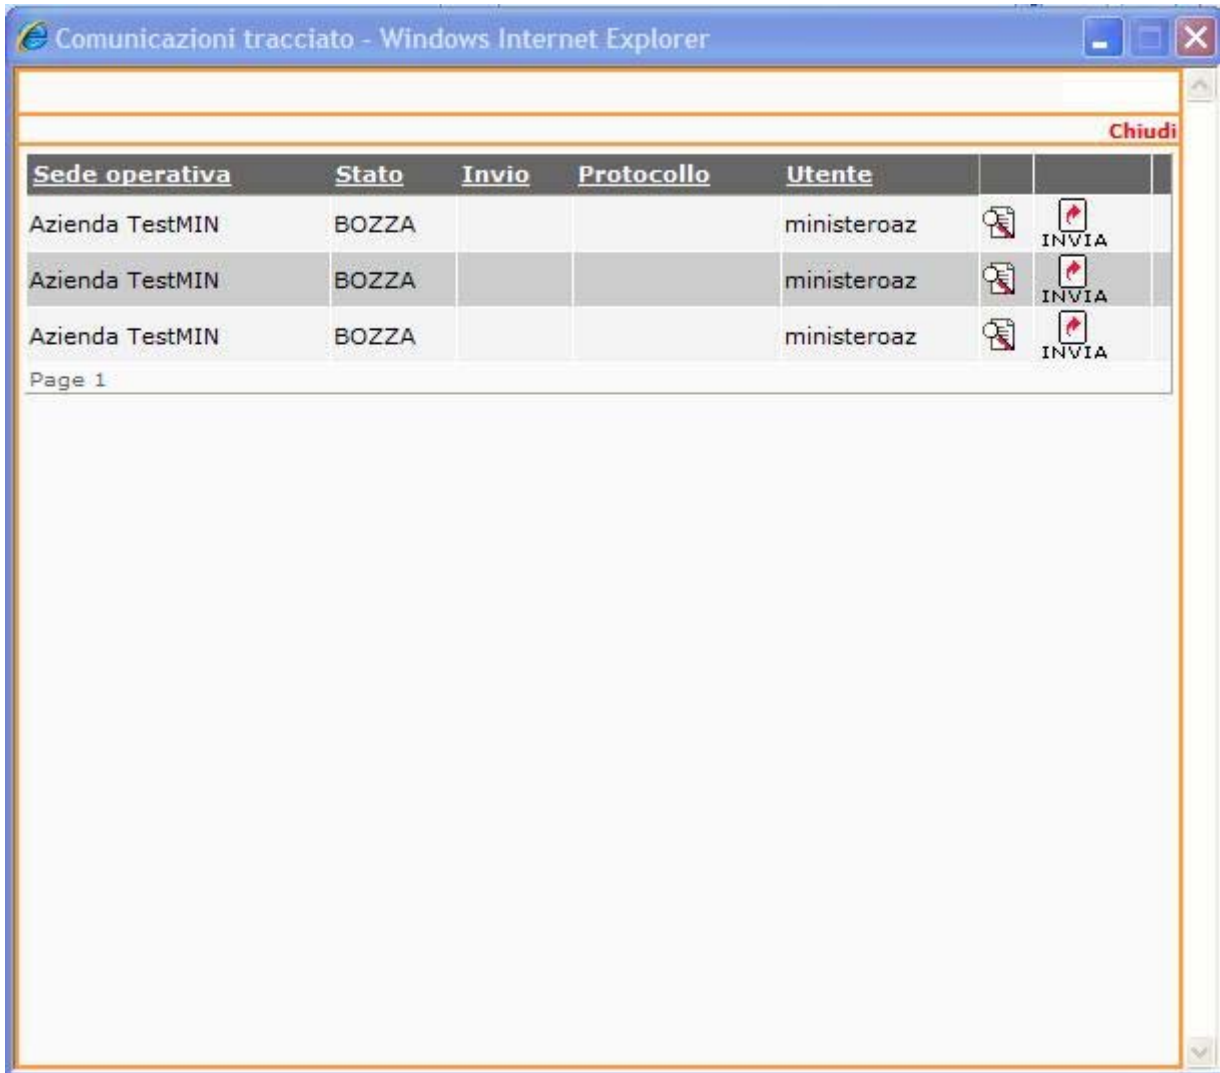 Comunicazioni tracciato - Windows Internet Explorer
Chiudi
Sede operativa Stato Invio Protocollo Utente
Azienda TestMIN BOZZA ministeroaz INVIA
Azienda TestMIN BOZZA ministeroaz INVIA
Azienda TestMIN BOZZA ministeroaz INVIA
Page 1